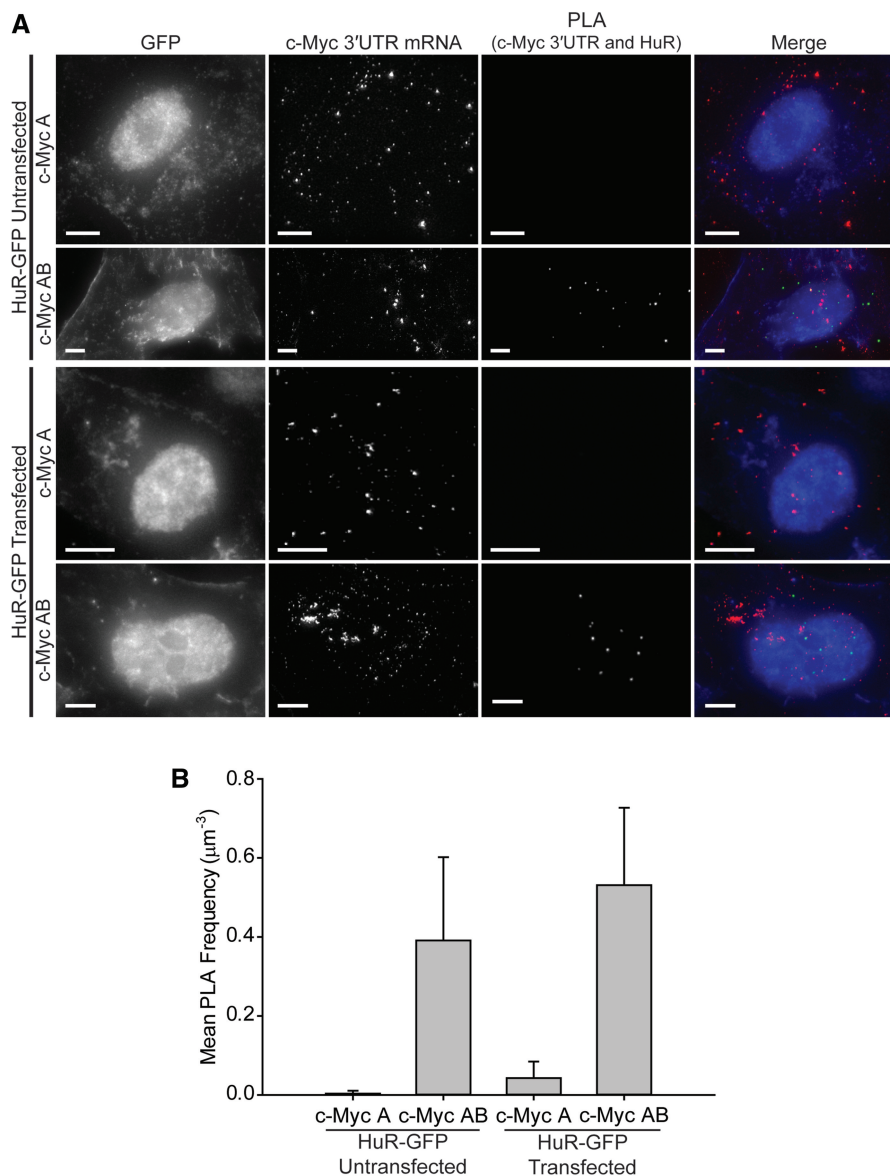 A
GFP
c-Myc 3′UTR mRNA
PLA
(c-Myc 3′UTR and HuR)
Merge
HuR-GFP Untransfected
c-Myc A
c-Myc AB
HuR-GFP Transfected
c-Myc A
c-Myc AB
B
Mean PLA Frequency (μm-3)
0.8
0.6
0.4
0.2
0.0
c-Myc A c-Myc AB c-Myc A c-Myc AB
HuR-GFP HuR-GFP
Untransfected Transfected